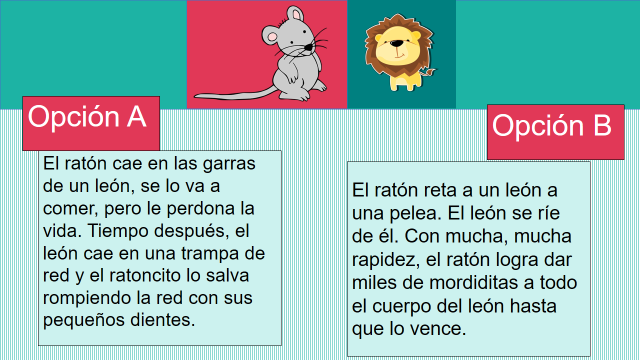 Opción A
El ratón cae en las garras
de un león, se lo va a
comer, pero le perdona la
vida. Tiempo después, el
león cae en una trampa de
red y el ratoncito lo salva
rompiendo la red con sus
pequeños dientes.
Opción B
El ratón reta a un león a
una pelea. El león se ríe
de él. Con mucha, mucha
rapidez, el ratón logra dar
miles de morditas a todo
el cuerpo del león hasta
que lo vence.